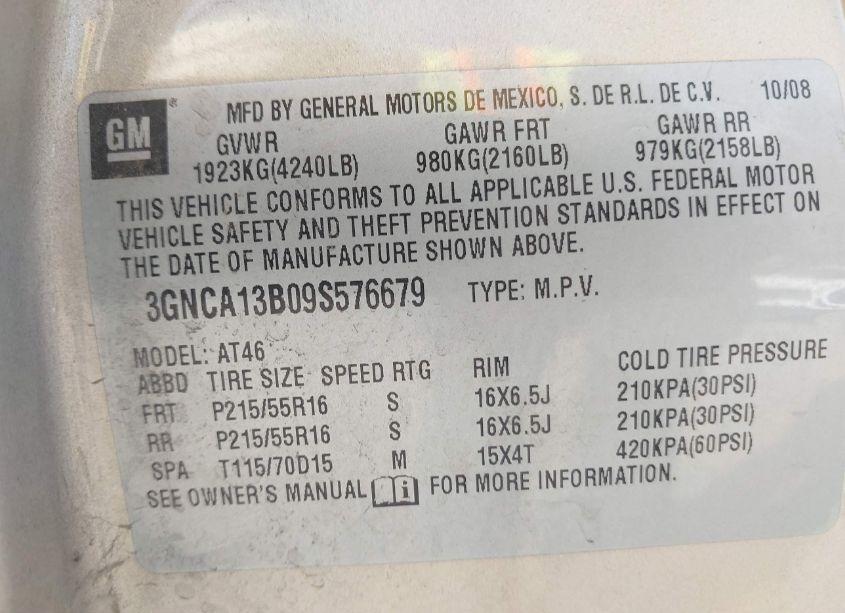 GM ® MFD BY GENERAL MOTORS DE MEXICO, S. DE R.L. DE C.V. 10/08
GVWR GAWR FRT GAWR RR
1923KG(4240LB) 980KG(2160LB) 979KG(2158LB)
THIS VEHICLE CONFORMS TO ALL APPLICABLE U.S. FEDERAL MOTOR
VEHICLE SAFETY AND THEFT PREVENTION STANDARDS IN EFFECT ON
THE DATE OF MANUFACTURE SHOWN ABOVE.
3GNCA13B09S576679 TYPE: M.P.V.
MODEL: AT46
ABBD TIRE SIZE SPEED RTG RIM COLD TIRE PRESSURE
FRT P215/55R16 S 16X6.5J 210KPA(30PSI)
RR P215/55R16 S 16X6.5J 210KPA(30PSI)
SPA T115/70D15 M 15X4T 420KPA(60PSI)
SEE OWNER'S MANUAL i FOR MORE INFORMATION.